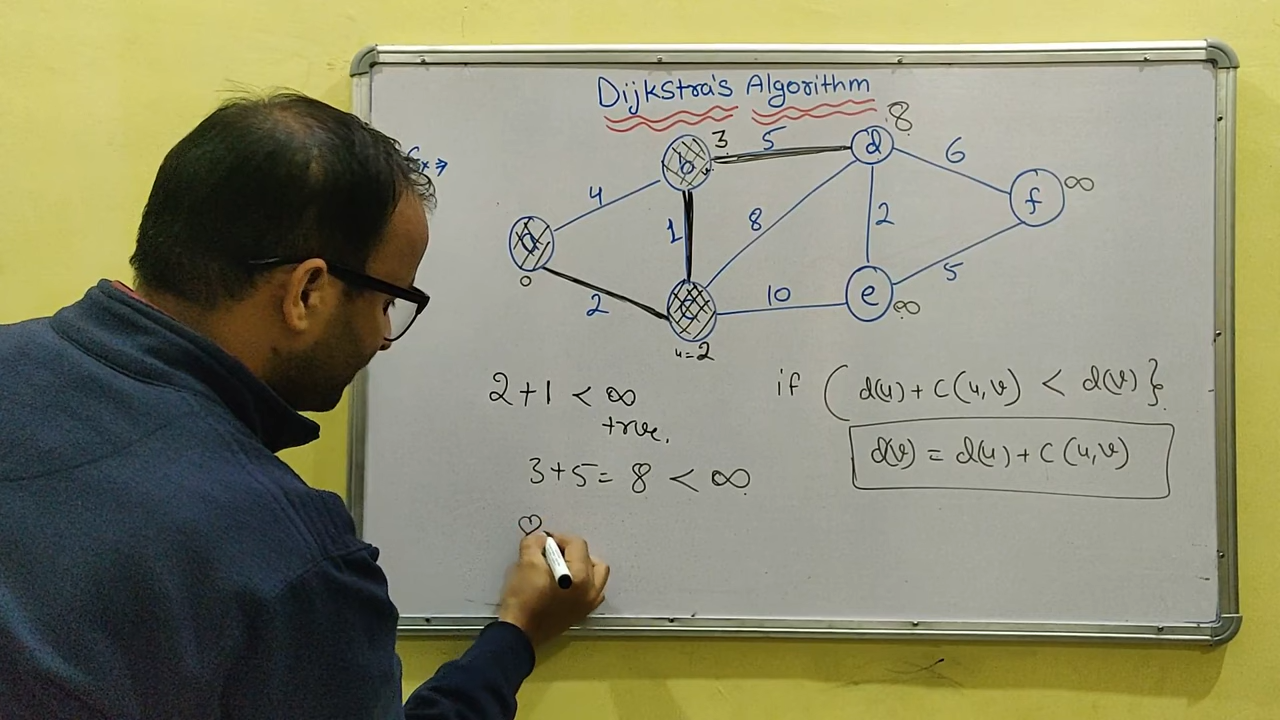 Dijkstra's Algorithm
Ex ⇒
b 3 5 d 8
4 6
f ∞
1 8 2
a
0
2 c 10 e ∞ 5
u=2
2+1 < ∞
true.
if ( d(u) + c(u,v) < d(v) }
d(v) = d(u) + c(u,v)
3+5= 8 < ∞